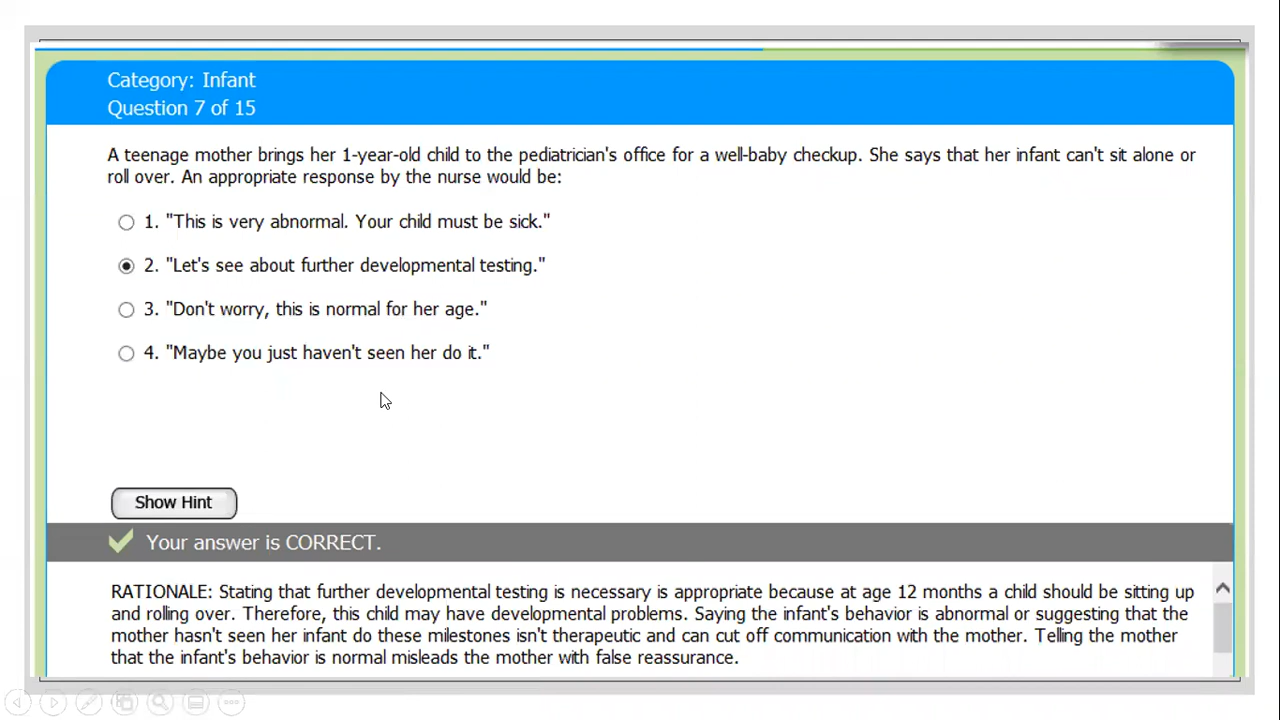 Category: Infant
Question 7 of 15
A teenage mother brings her 1-year-old child to the pediatrician's office for a well-baby checkup. She says that her infant can't sit alone or
roll over. An appropriate response by the nurse would be:
1. "This is very abnormal. Your child must be sick."
2. "Let's see about further developmental testing."
3. "Don't worry, this is normal for her age."
4. "Maybe you just haven't seen her do it."
Show Hint
Your answer is CORRECT.
RATIONALE: Stating that further developmental testing is necessary is appropriate because at age 12 months a child should be sitting up
and rolling over. Therefore, this child may have developmental problems. Saying the infant's behavior is abnormal or suggesting that the
mother hasn't seen her infant do these milestones isn't therapeutic and can cut off communication with the mother. Telling the mother
that the infant's behavior is normal misleads the mother with false reassurance.